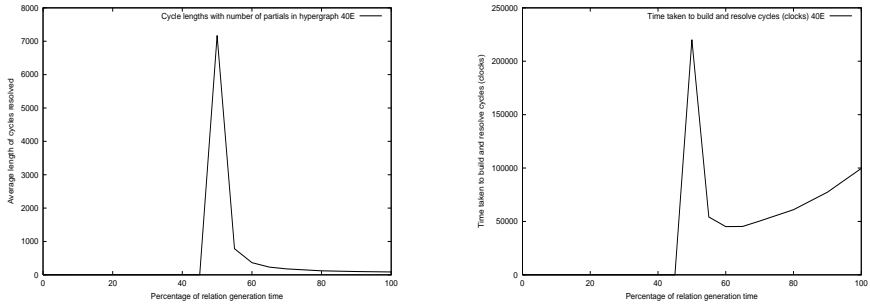 Cycle lengths with number of partials in hypergraph 40E
8000
7000
6000
5000
4000
3000
2000
1000
0
Average length of cycles resolved
0 20 40 60 80 100
Percentage of relation generation time
Time taken to build and resolve cycles (clocks) 40E
250000
200000
150000
100000
50000
0
Time taken to build and resolve cycles (clocks)
0 20 40 60 80 100
Percentage of relation generation time